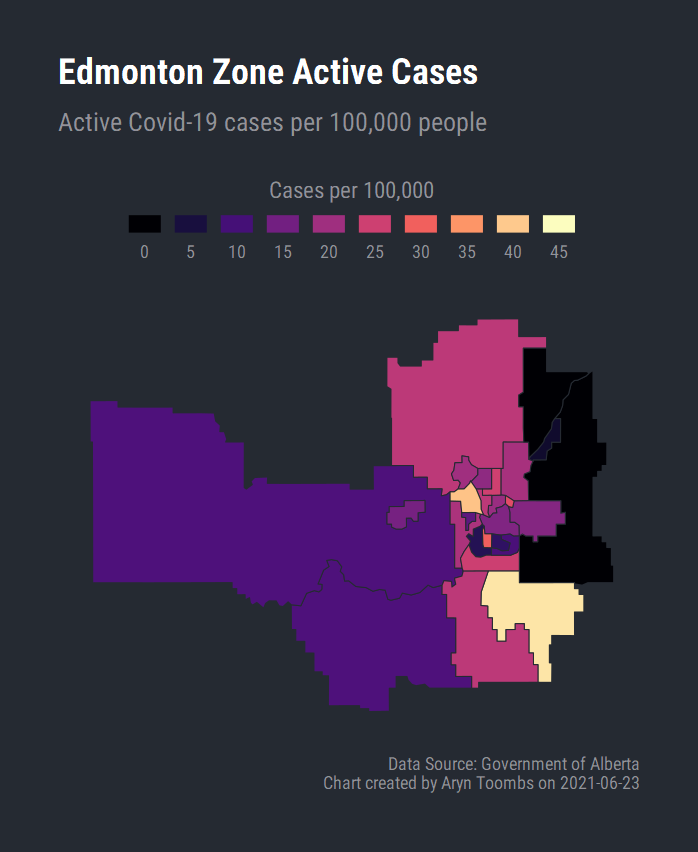 Edmonton Zone Active Cases
Active Covid-19 cases per 100,000 people
Cases per 100,000
0 5 10 15 20 25 30 35 40 45
Data Source: Government of Alberta
Chart created by Aryn Toombs on 2021-06-23